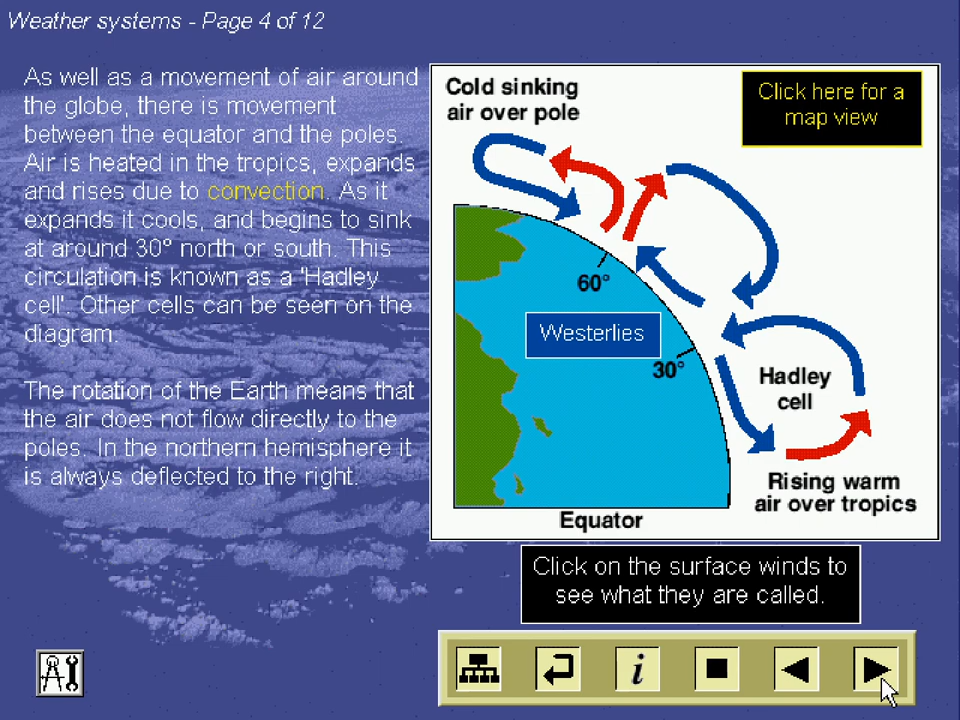 Weather systems - Page 4 of 12
As well as a movement of air around
the globe, there is movement
between the equator and the poles.
Air is heated in the tropics, expands
and rises due to convection. As it
expands it cools, and begins to sink
at around 30° north or south. This
circulation is known as a 'Hadley
cell'. Other cells can be seen on the
diagram.
The rotation of the Earth means that
the air does not flow directly to the
poles. In the northern hemisphere it
is always deflected to the right.
Cold sinking
air over pole
Click here for a
map view
60°
Westerlies
30°
Hadley
cell
Rising warm
air over tropics
Equator
Click on the surface winds to
see what they are called.
i